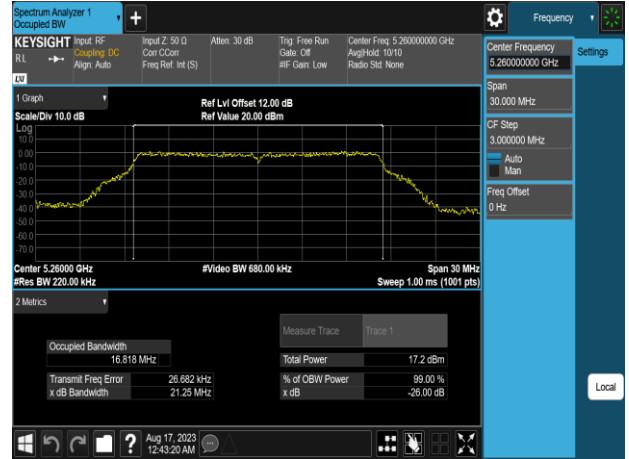 Spectrum Analyzer 1
Occupied BW
+
Frequency
KEYSIGHT
R L
LXI
Input: RF
Coupling: DC
Align: Auto
Input Z: 50 Ω
Corr CCorr
Freq Ref: Int (S)
Atten: 30 dB
Trig: Free Run
Gate: Off
#IF Gain: Low
Center Freq: 5.260000000 GHz
Avg|Hold: 10/10
Radio Std: None
Center Frequency
5.260000000 GHz
Settings
Span
30.000 MHz
CF Step
3.000000 MHz
Auto
Man
Freq Offset
0 Hz
Local
1 Graph
Scale/Div 10.0 dB
Ref Lvl Offset 12.00 dB
Ref Value 20.00 dBm
Log
10.0
0.00
-10.0
-20.0
-30.0
-40.0
-50.0
-60.0
-70.0
Center 5.26000 GHz
#Res BW 220.00 kHz
#Video BW 680.00 kHz
Span 30 MHz
Sweep 1.00 ms (1001 pts)
2 Metrics
Measure Trace
Trace 1
Occupied Bandwidth
16.818 MHz
Total Power
17.2 dBm
Transmit Freq Error
26.682 kHz
% of OBW Power
99.00 %
x dB Bandwidth
21.25 MHz
x dB
-26.00 dB
?
Aug 17, 2023
12:43:20 AM